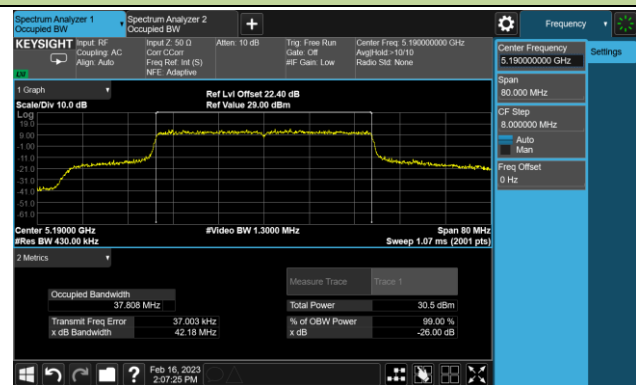 Spectrum Analyzer 1
Occupied BW
Spectrum Analyzer 2
Occupied BW
Frequency
KEYSIGHT
Input: RF
Coupling: AC
Align: Auto
Input Z: 50 Ω
Corr CCorr
Freq Ref: Int (S)
NFE: Adaptive
Atten: 10 dB
Trig: Free Run
Gate: Off
#IF Gain: Low
Center Freq: 5.190000000 GHz
Avg|Hold:>10/10
Radio Std: None
LXI
Center Frequency
5.190000000 GHz
Settings
Span
80.000 MHz
CF Step
8.000000 MHz
Auto
Man
Freq Offset
0 Hz
1 Graph
Scale/Div 10.0 dB
Ref Lvl Offset 22.40 dB
Ref Value 29.00 dBm
Log
19.0
9.00
-1.00
-11.0
-21.0
-31.0
-41.0
-51.0
-61.0
Center 5.19000 GHz
#Res BW 430.00 kHz
#Video BW 1.3000 MHz
Span 80 MHz
Sweep 1.07 ms (2001 pts)
2 Metrics
Measure Trace
Trace 1
Occupied Bandwidth
37.808 MHz
Total Power
30.5 dBm
Transmit Freq Error
37.003 kHz
% of OBW Power
99.00 %
x dB Bandwidth
42.18 MHz
x dB
-26.00 dB
?
Feb 16, 2023
2:07:25 PM